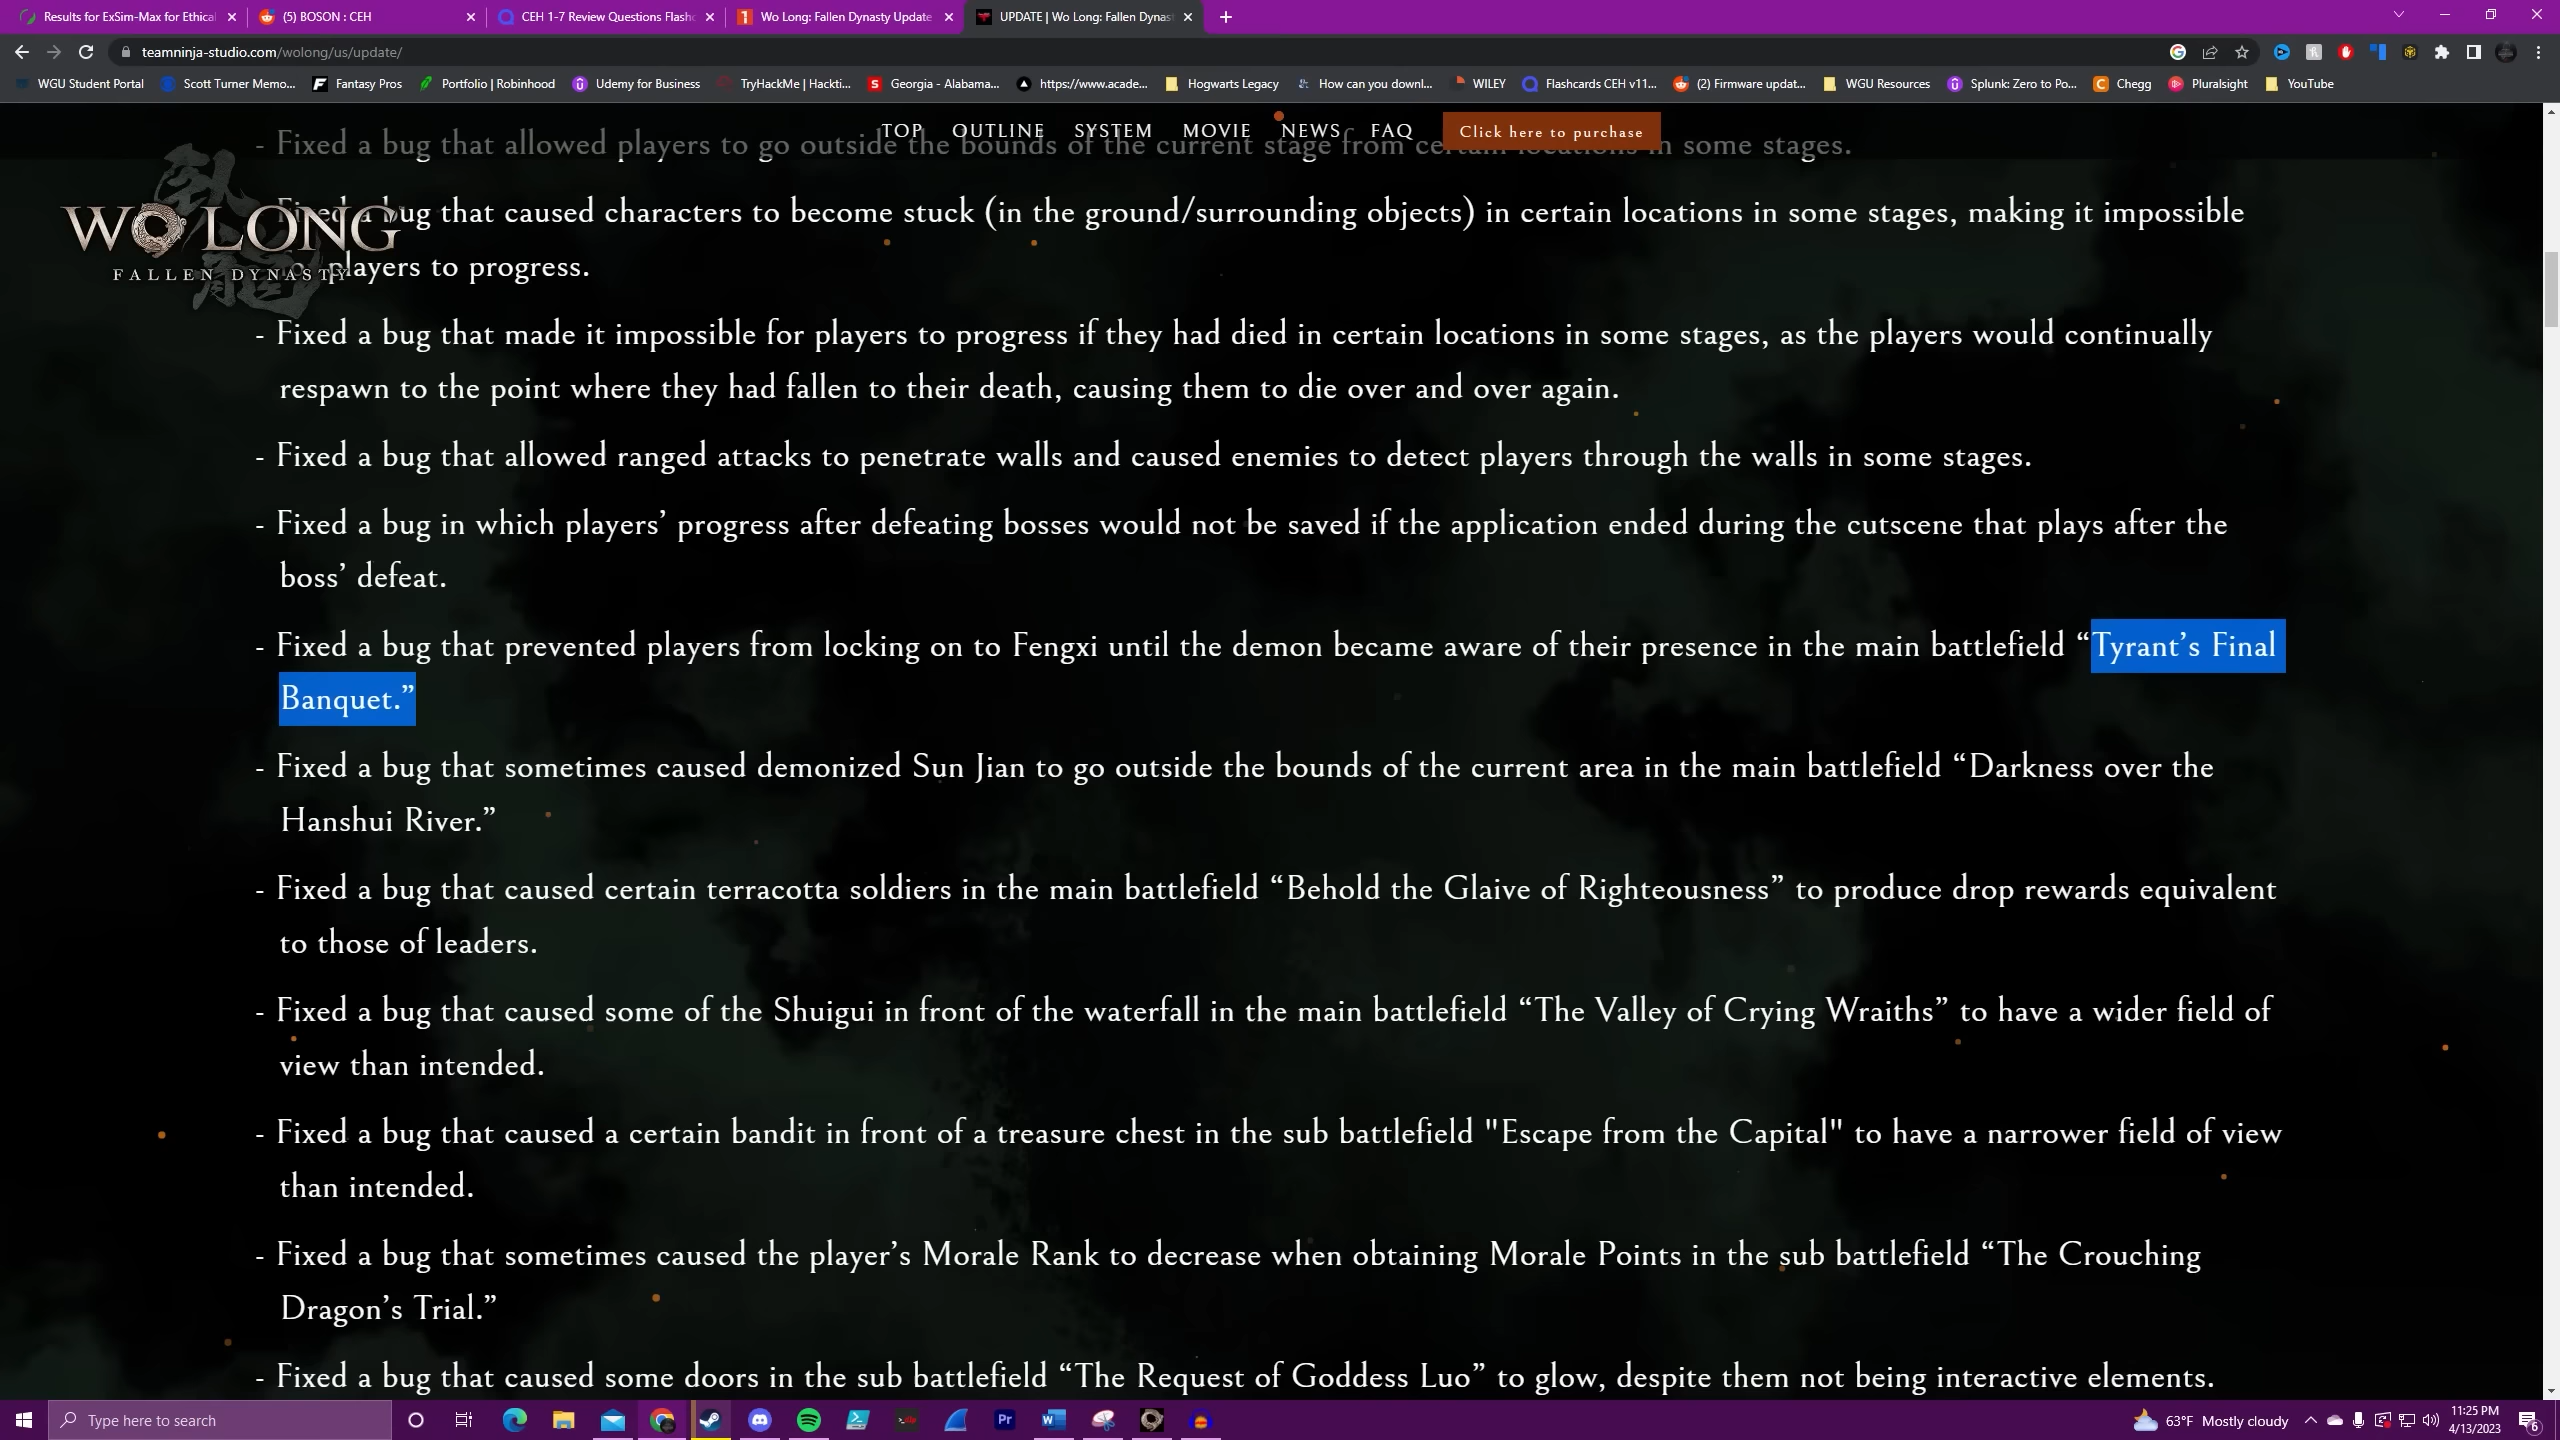 Results for ExSim-Max for Ethical
(5) BOSON : CEH
CEH 1-7 Review Questions Flashc
Wo Long: Fallen Dynasty Update
UPDATE | Wo Long: Fallen Dynast
teamninja-studio.com/wolong/us/update/
WGU Student Portal
Scott Turner Memo...
Fantasy Pros
Portfolio | Robinhood
Udemy for Business
TryHackMe | Hackti...
Georgia - Alabama...
https://www.acade...
Hogwarts Legacy
How can you downl...
WILEY
Flashcards CEH v11...
(2) Firmware updat...
WGU Resources
Splunk: Zero to Po...
Chegg
Pluralsight
YouTube
TOP OUTLINE SYSTEM MOVIE NEWS FAQ Click here to purchase
- Fixed a bug that allowed players to go outside the bounds of the current stage from certain locations in some stages.
WO LONG
FALLEN DYNASTY
Fixed a bug that caused characters to become stuck (in the ground/surrounding objects) in certain locations in some stages, making it impossible
players to progress.
- Fixed a bug that made it impossible for players to progress if they had died in certain locations in some stages, as the players would continually
respawn to the point where they had fallen to their death, causing them to die over and over again.
- Fixed a bug that allowed ranged attacks to penetrate walls and caused enemies to detect players through the walls in some stages.
- Fixed a bug in which players’ progress after defeating bosses would not be saved if the application ended during the cutscene that plays after the
boss’ defeat.
- Fixed a bug that prevented players from locking on to Fengxi until the demon became aware of their presence in the main battlefield “Tyrant’s Final
Banquet.”
- Fixed a bug that sometimes caused demonized Sun Jian to go outside the bounds of the current area in the main battlefield “Darkness over the
Hanshui River.”
- Fixed a bug that caused certain terracotta soldiers in the main battlefield “Behold the Glaive of Righteousness” to produce drop rewards equivalent
to those of leaders.
- Fixed a bug that caused some of the Shuigui in front of the waterfall in the main battlefield “The Valley of Crying Wraiths” to have a wider field of
view than intended.
- Fixed a bug that caused a certain bandit in front of a treasure chest in the sub battlefield "Escape from the Capital" to have a narrower field of view
than intended.
- Fixed a bug that sometimes caused the player’s Morale Rank to decrease when obtaining Morale Points in the sub battlefield “The Crouching
Dragon’s Trial.”
- Fixed a bug that caused some doors in the sub battlefield “The Request of Goddess Luo” to glow, despite them not being interactive elements.
Type here to search
63°F Mostly cloudy
11:25 PM
4/13/2023
6